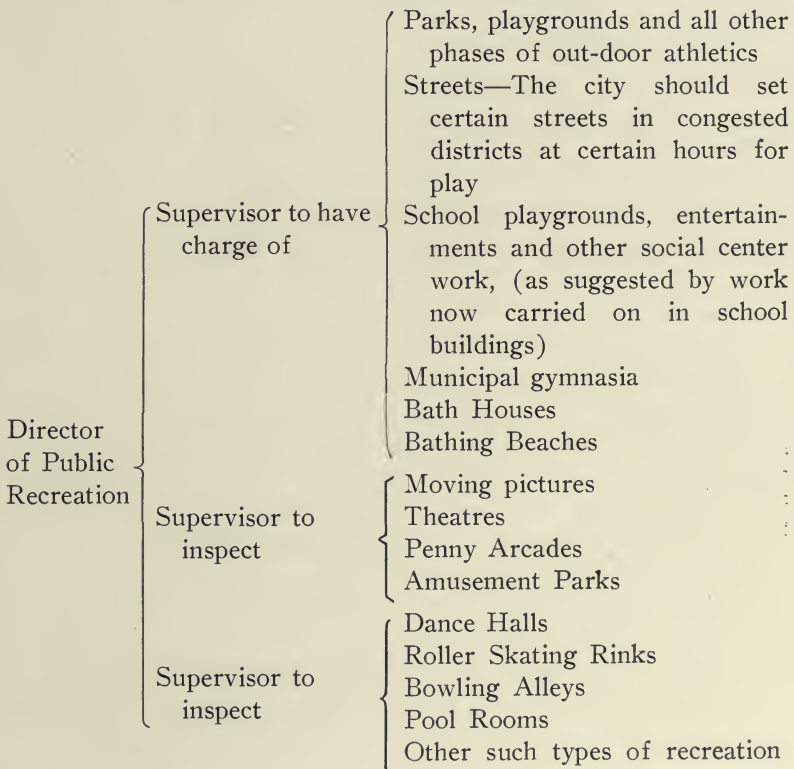 Director
of Public
Recreation
Supervisor to have
charge of
Parks, playgrounds and all other
phases of out-door athletics
Streets—The city should set
certain streets in congested
districts at certain hours for
play
School playgrounds, entertain-
ments and other social center
work, (as suggested by work
now carried on in school
buildings)
Municipal gymnasia
Bath Houses
Bathing Beaches
Supervisor to
inspect
Moving pictures
Theatres
Penny Arcades
Amusement Parks
Supervisor to
inspect
Dance Halls
Roller Skating Rinks
Bowling Alleys
Pool Rooms
Other such types of recreation